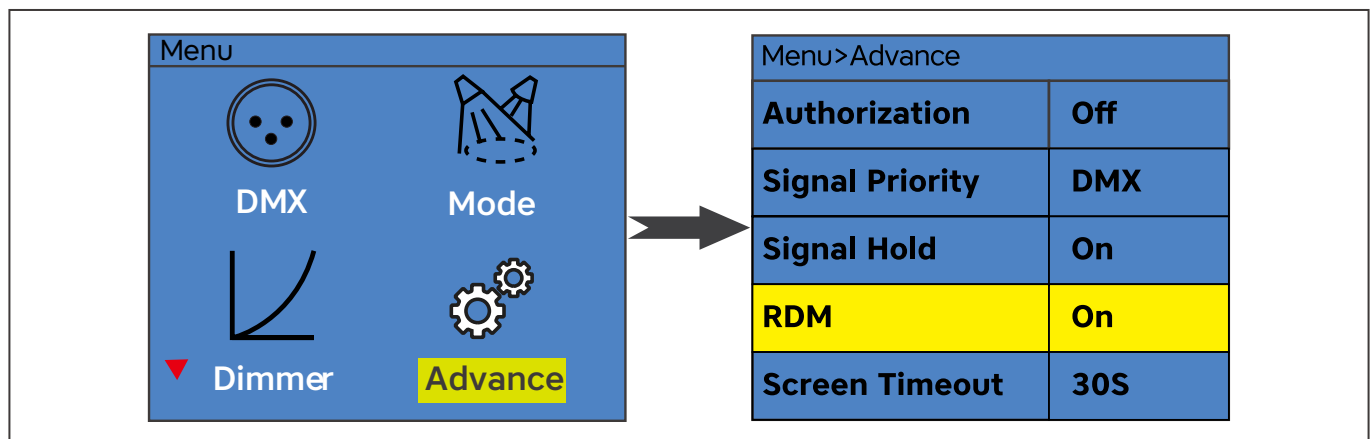 Menu
DMX
Mode
Dimmer
Advance
Menu>Advance
Authorization Off
Signal Priority DMX
Signal Hold On
RDM On
Screen Timeout 30S